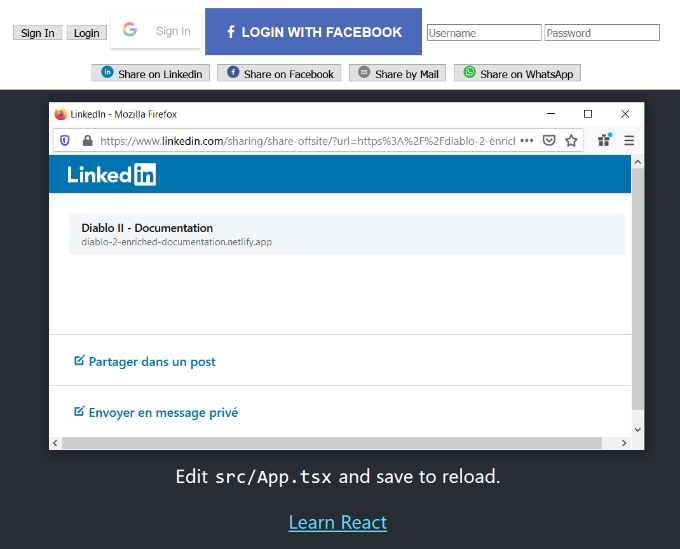 Sign In Login Sign In LOGIN WITH FACEBOOK Username Password
Share on Linkedin Share on Facebook Share by Mail Share on WhatsApp
LinkedIn - Mozilla Firefox
https://www.linkedin.com/sharing/share-offsite/?url=https%3A%2F%2Fdiablo-2-enricl
Linked in
Diablo II - Documentation
diablo-2-enriched-documentation.netlify.app
Partager dans un post
Envoyer en message privé
Edit src/App.tsx and save to reload.
Learn React